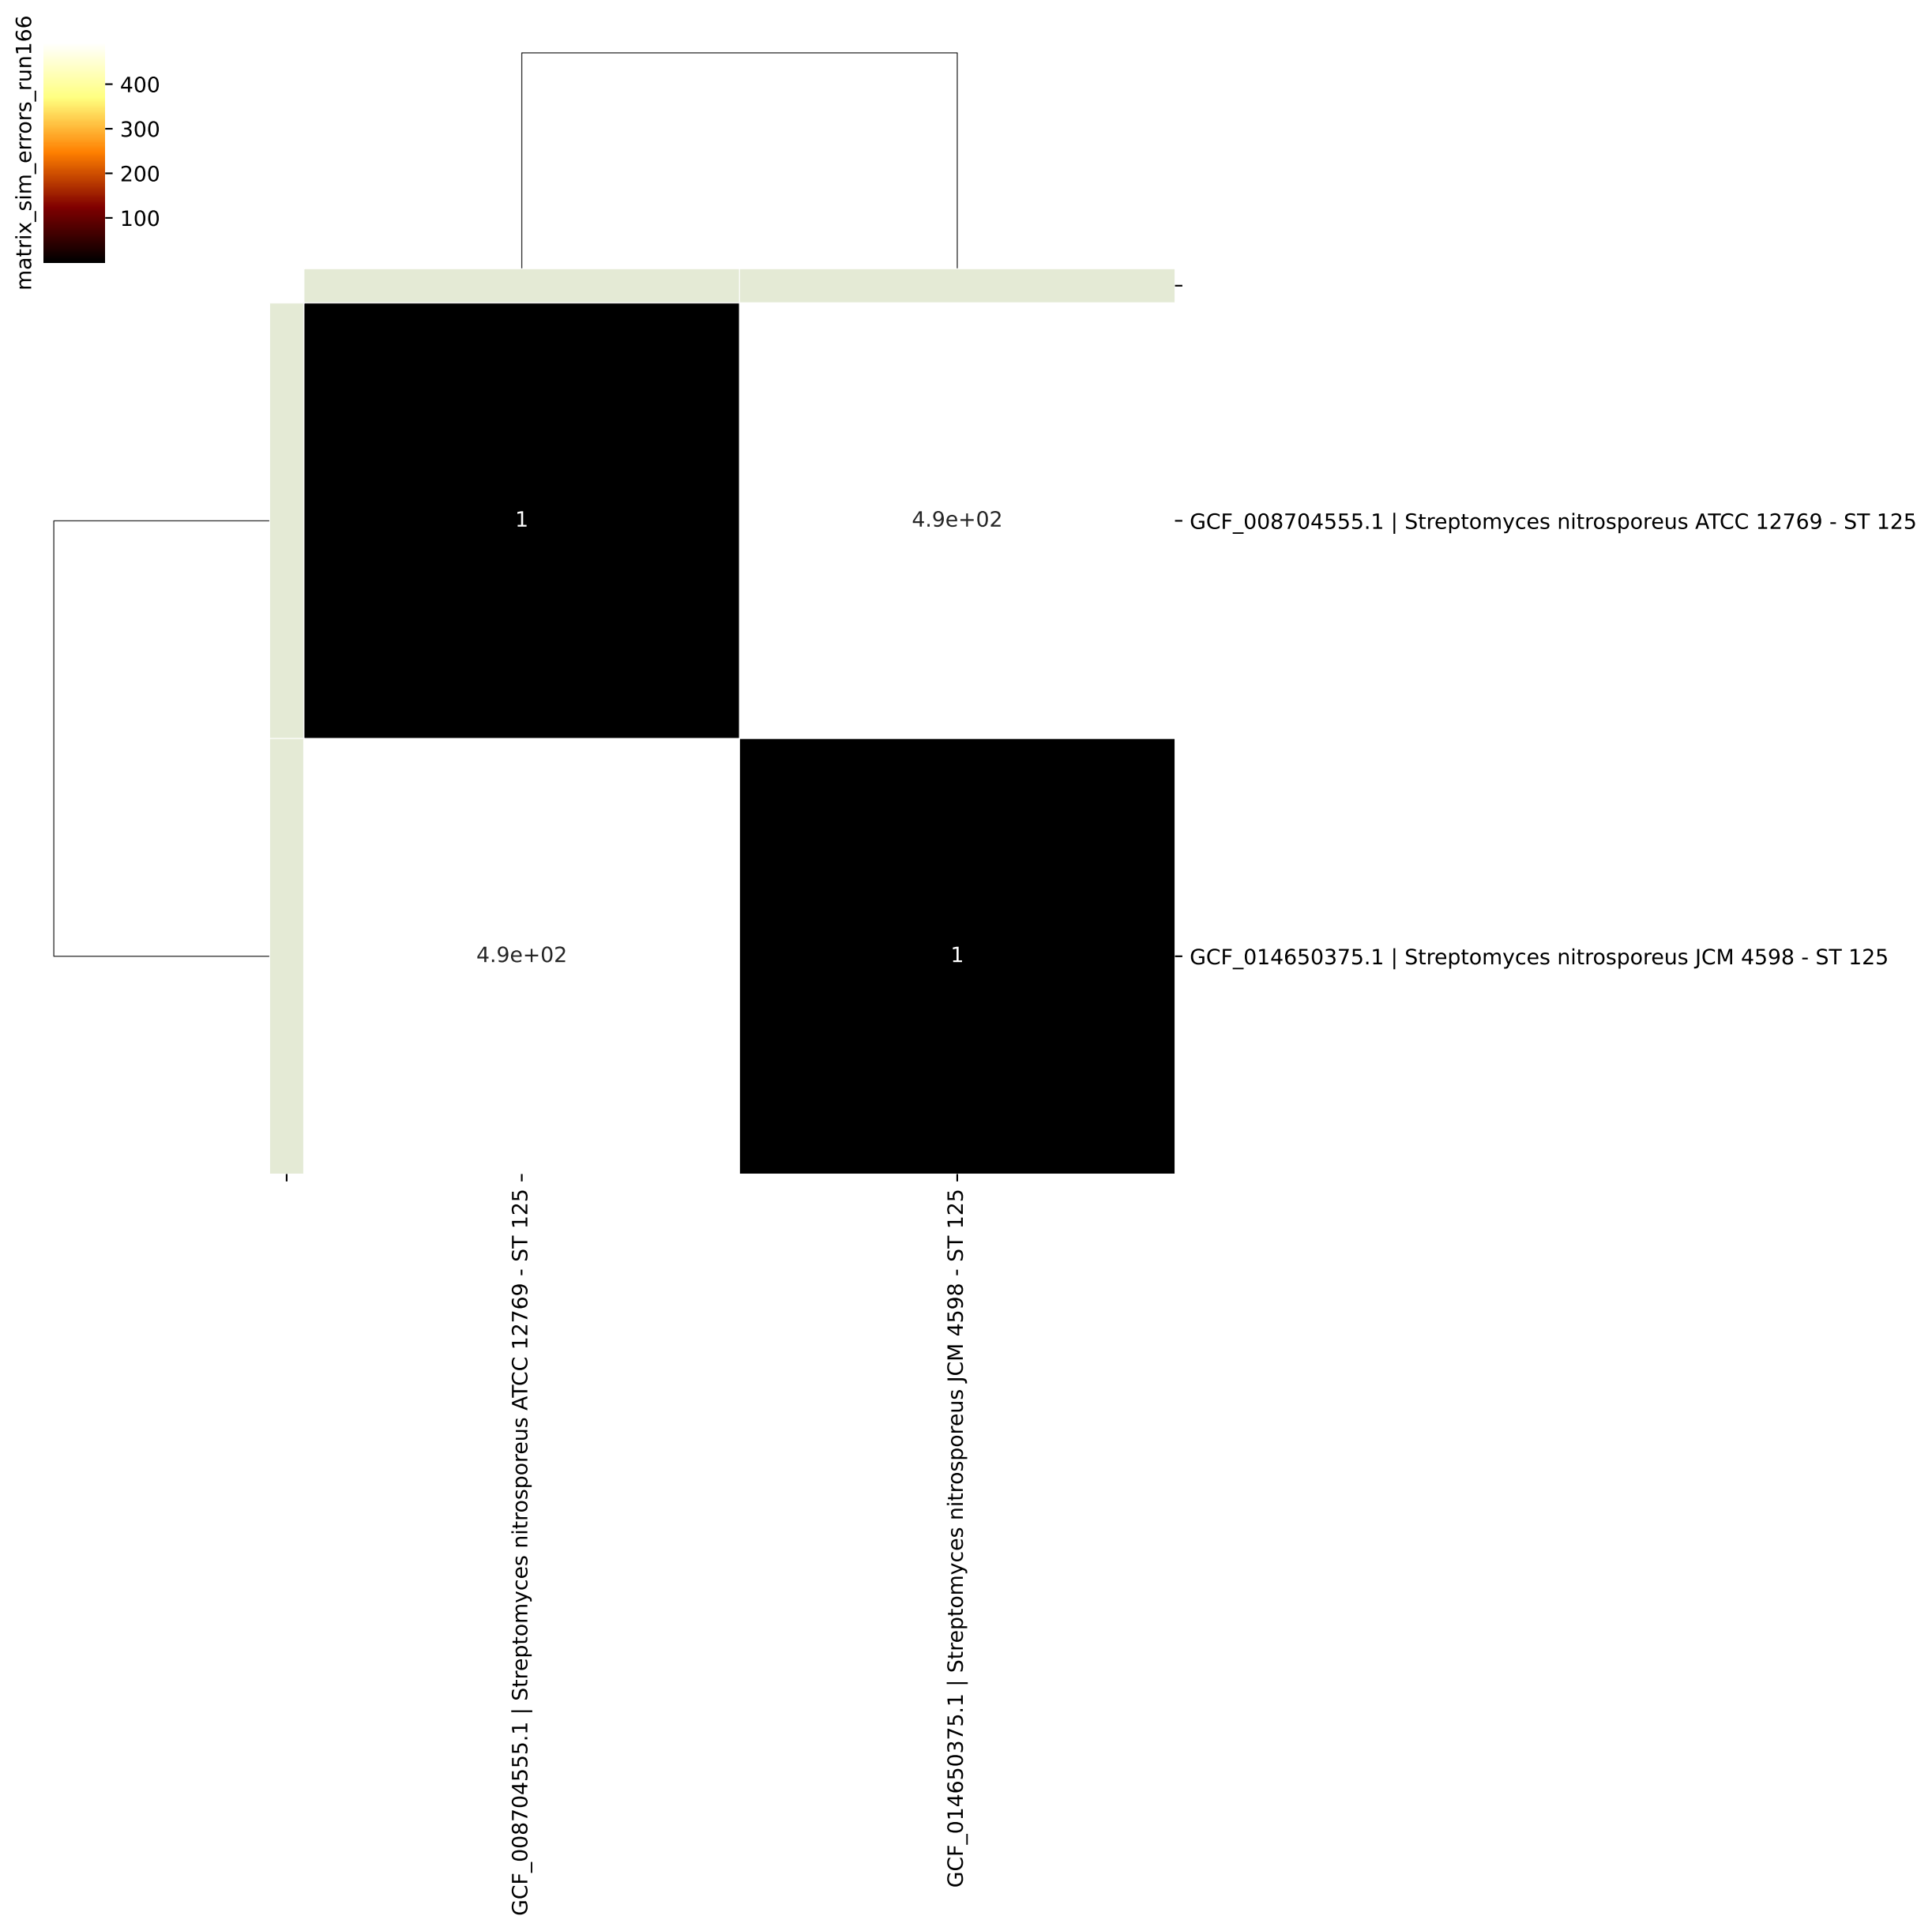 matrix_sim_errors_run166
400
300
200
100
1
4.9e+02
GCF_008704555.1 | Streptomyces nitrosporeus ATCC 12769 - ST 125
4.9e+02
1
GCF_014650375.1 | Streptomyces nitrosporeus JCM 4598 - ST 125
GCF_008704555.1 | Streptomyces nitrosporeus ATCC 12769 - ST 125
GCF_014650375.1 | Streptomyces nitrosporeus JCM 4598 - ST 125